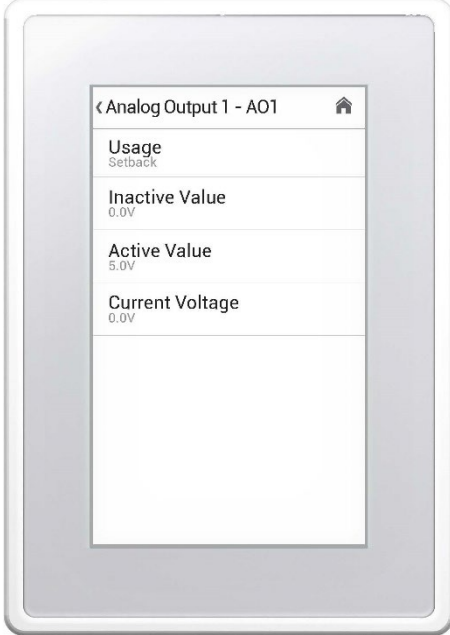 Analog Output 1 - AO1
Usage
Setback
Inactive Value
0.0V
Active Value
5.0V
Current Voltage
0.0V